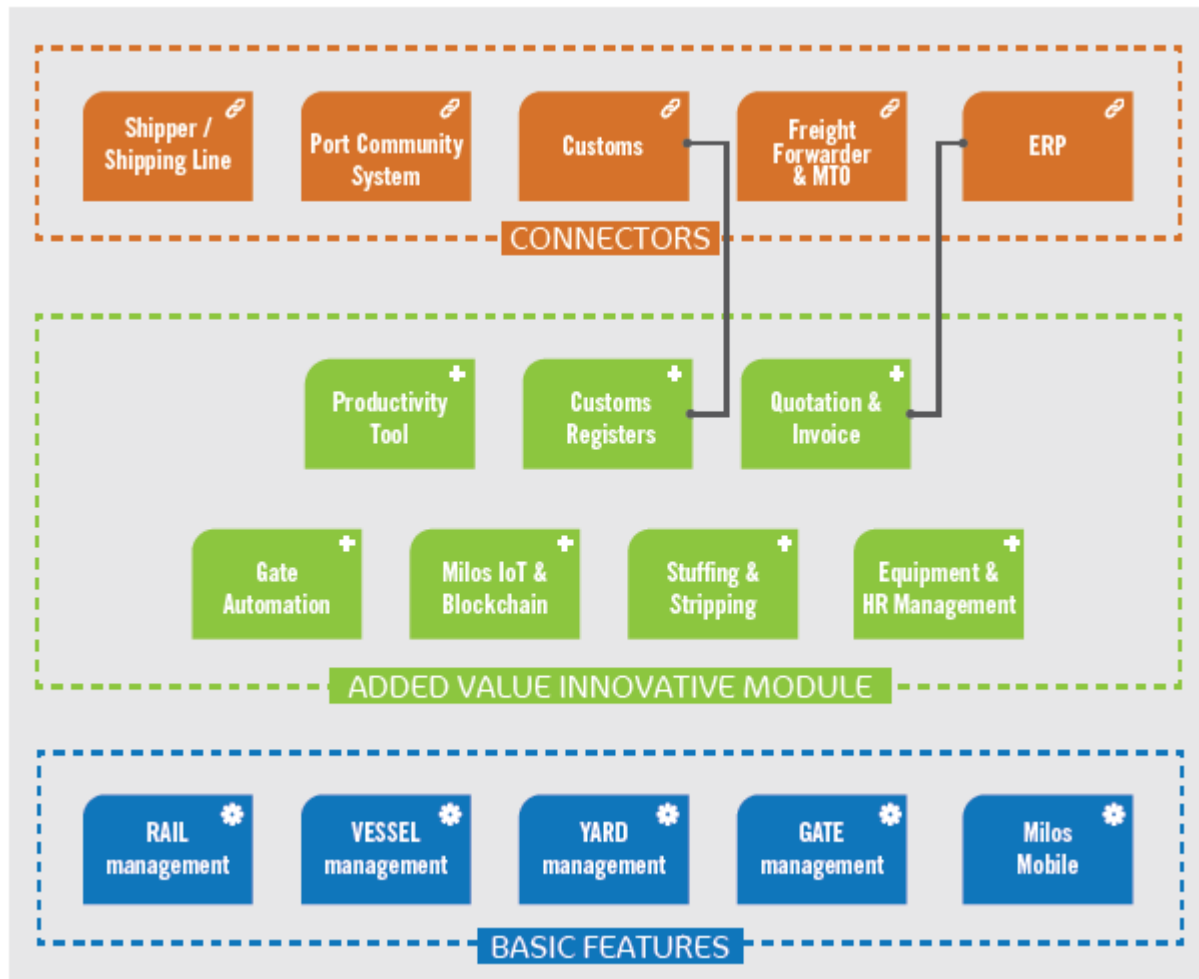 Shipper /
Shipping Line
Port Community
System
Customs
Freight
Forwarder
& MTO
ERP
CONNECTORS
Productivity
Tool
Customs
Registers
Quotation &
Invoice
Gate
Automation
Milos IoT &
Blockchain
Stuffing &
Stripping
Equipment &
HR Management
ADDED VALUE INNOVATIVE MODULE
RAIL
management
VESSEL
management
YARD
management
GATE
management
Milos
Mobile
BASIC FEATURES